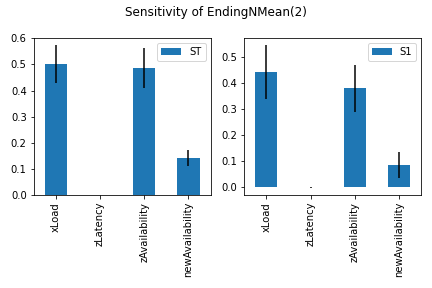 Sensitivity of EndingNMean(2)
0.6
0.5
0.4
0.3
0.2
0.1
0.0
ST
xLoad
zLatency
zAvailability
newAvailability
0.5
0.4
0.3
0.2
0.1
0.0
S1
xLoad
zLatency
zAvailability
newAvailability